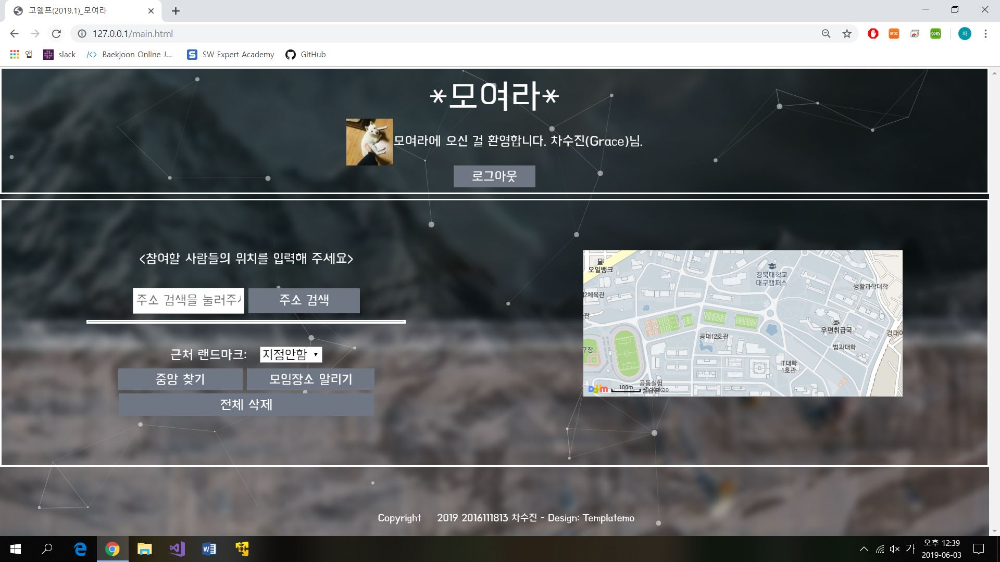 고웹프(2019.1)_모여라
127.0.0.1/main.html
EX
CORS
차
앱
slack
Baekjoon Online J...
SW Expert Academy
GitHub
*모여라*
모여라에 오신 걸 환영합니다. 차수진(Grace)님.
로그아웃
<참여할 사람들의 위치를 입력해 주세요>
주소 검색을 눌러주
주소 검색
근처 랜드마크:
지정안함
중앙 찾기
모임장소 알리기
전체 삭제
오일뱅크
경북대학교
대구캠퍼스
생활과학대학
2체육관
관
우편취급국
경대
공대12호관
법과대학
구장
IT대학
1호관
공동실험
실습관
100m
Copyright 2019 2016111813 차수진 - Design: Templatemo
가
오후 12:39
2019-06-03